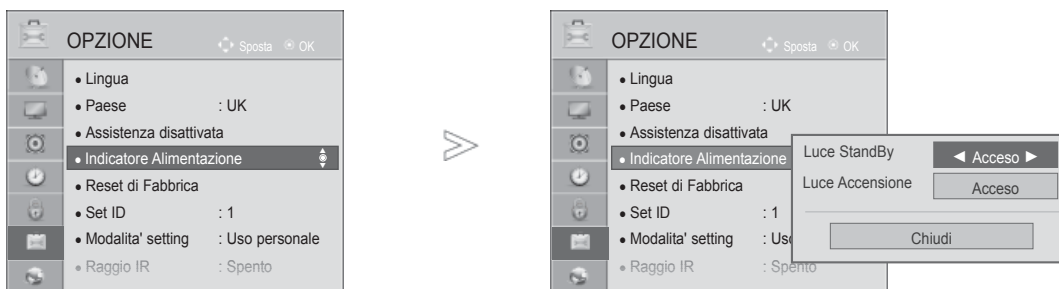 OPZIONE Sposta OK
• Lingua
• Paese : UK
• Assistenza disattivata
• Indicatore Alimentazione
• Reset di Fabbrica
• Set ID : 1
• Modalita' setting : Uso personale
• Raggio IR : Spento
OPZIONE Sposta OK
• Lingua
• Paese : UK
• Assistenza disattivata
• Indicatore Alimentazione
• Reset di Fabbrica
• Set ID : 1
• Modalita' setting : Uso
• Raggio IR : Spento
Luce StandBy ◄ Acceso ►
Luce Accensione Acceso
Chiudi